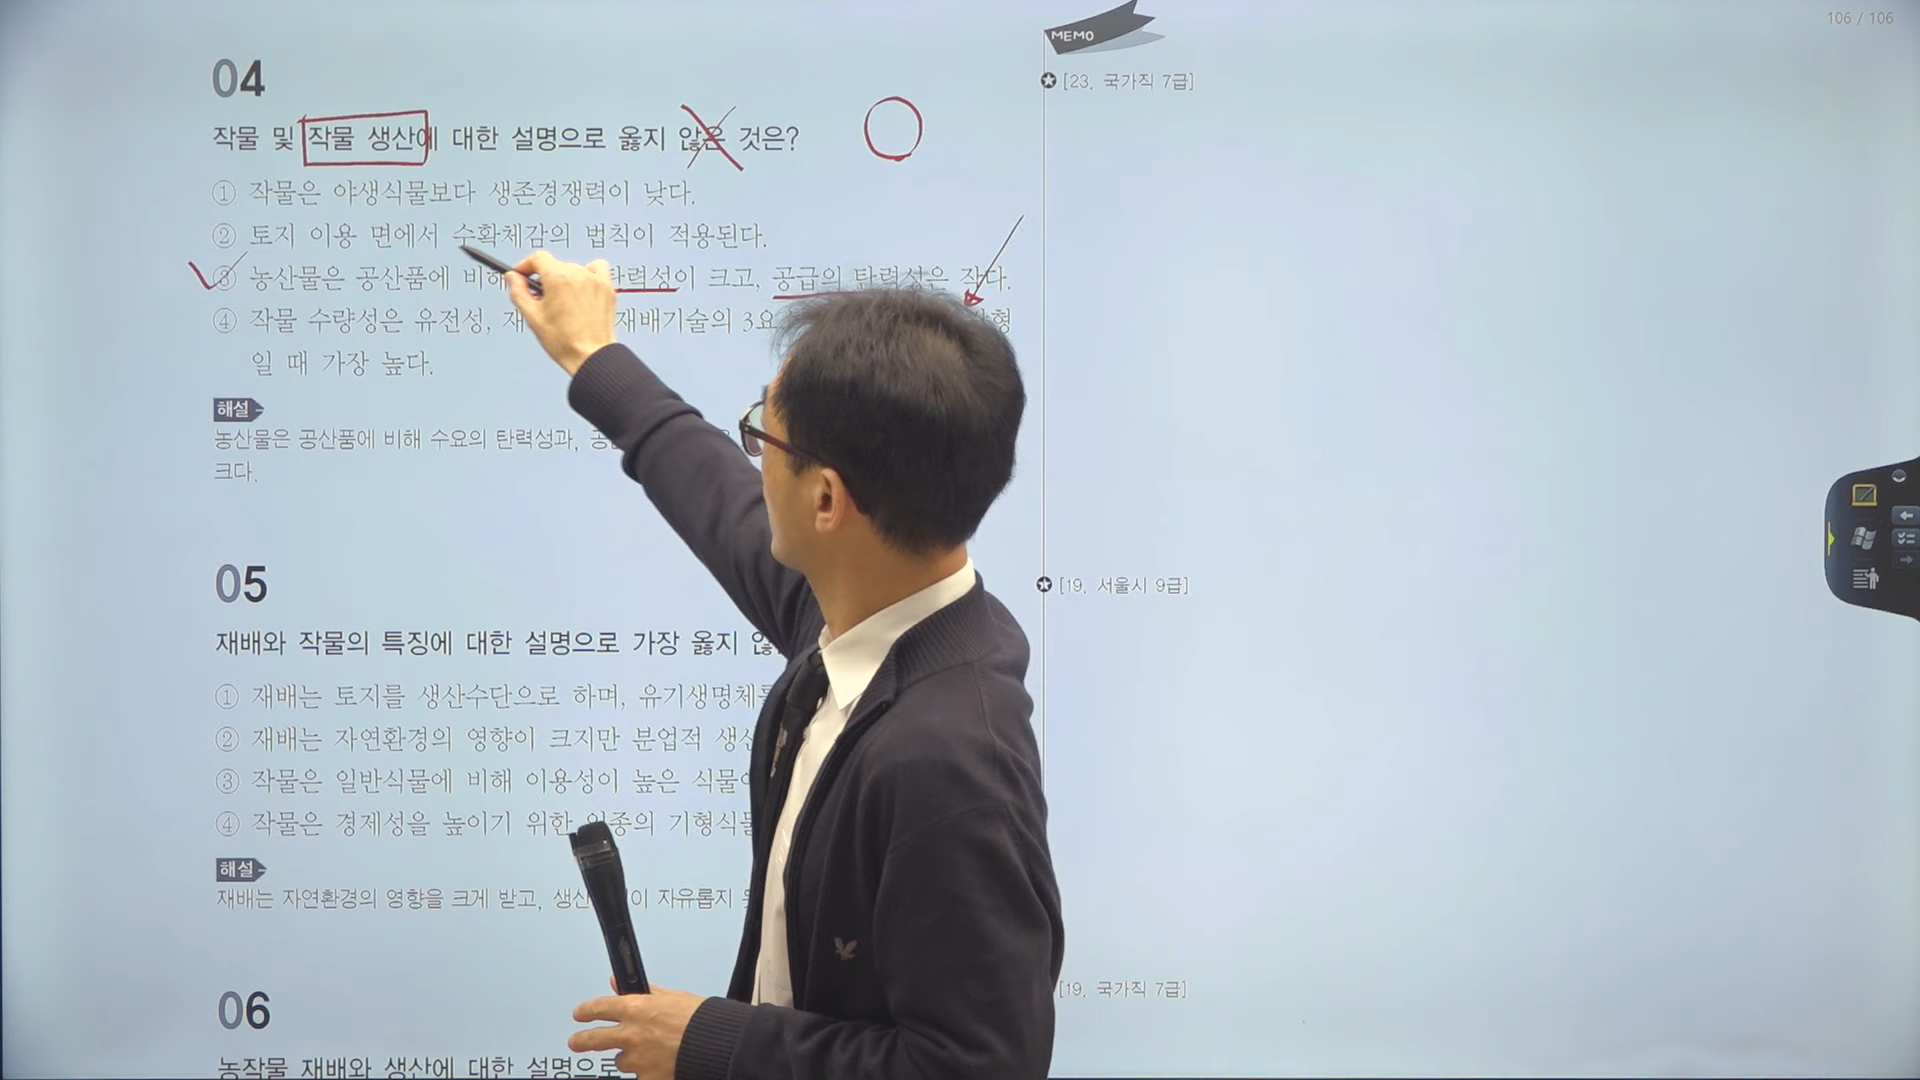 106 / 106
MEMO
04
[23. 국가직 7급]
작물 및 작물 생산에 대한 설명으로 옳지 않은 것은?
① 작물은 야생식물보다 생존경쟁력이 낮다.
② 토지 이용 면에서 수확체감의 법칙이 적용된다.
③ 농산물은 공산품에 비해 탄력성이 크고, 공급의 탄력성은 작다.
④ 작물 수량성은 유전성, 재 재배기술의 3요
일 때 가장 높다.
해설
농산물은 공산품에 비해 수요의 탄력성과,
크다.
05
[19. 서울시 9급]
재배와 작물의 특징에 대한 설명으로 가장 옳지
① 재배는 토지를 생산수단으로 하며, 유기생명체를
② 재배는 자연환경의 영향이 크지만 분업적
③ 작물은 일반식물에 비해 이용성이 높은
④ 작물은 경제성을 높이기 위한 일종의
해설
재배는 자연환경의 영향을 크게 받고, 자유롭지
06
[19. 국가직 7급]
농작물 재배와 생산에 대한 설명으로